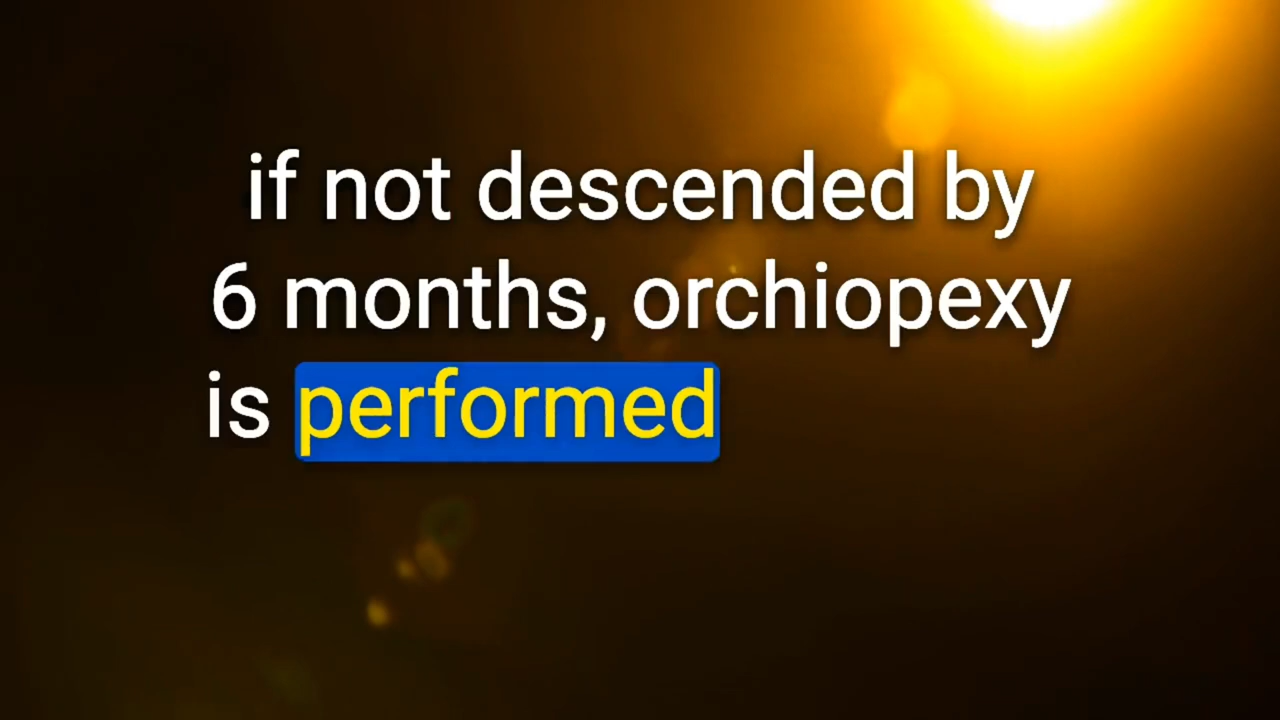 if not descended by
6 months, orchiopexy
is performed